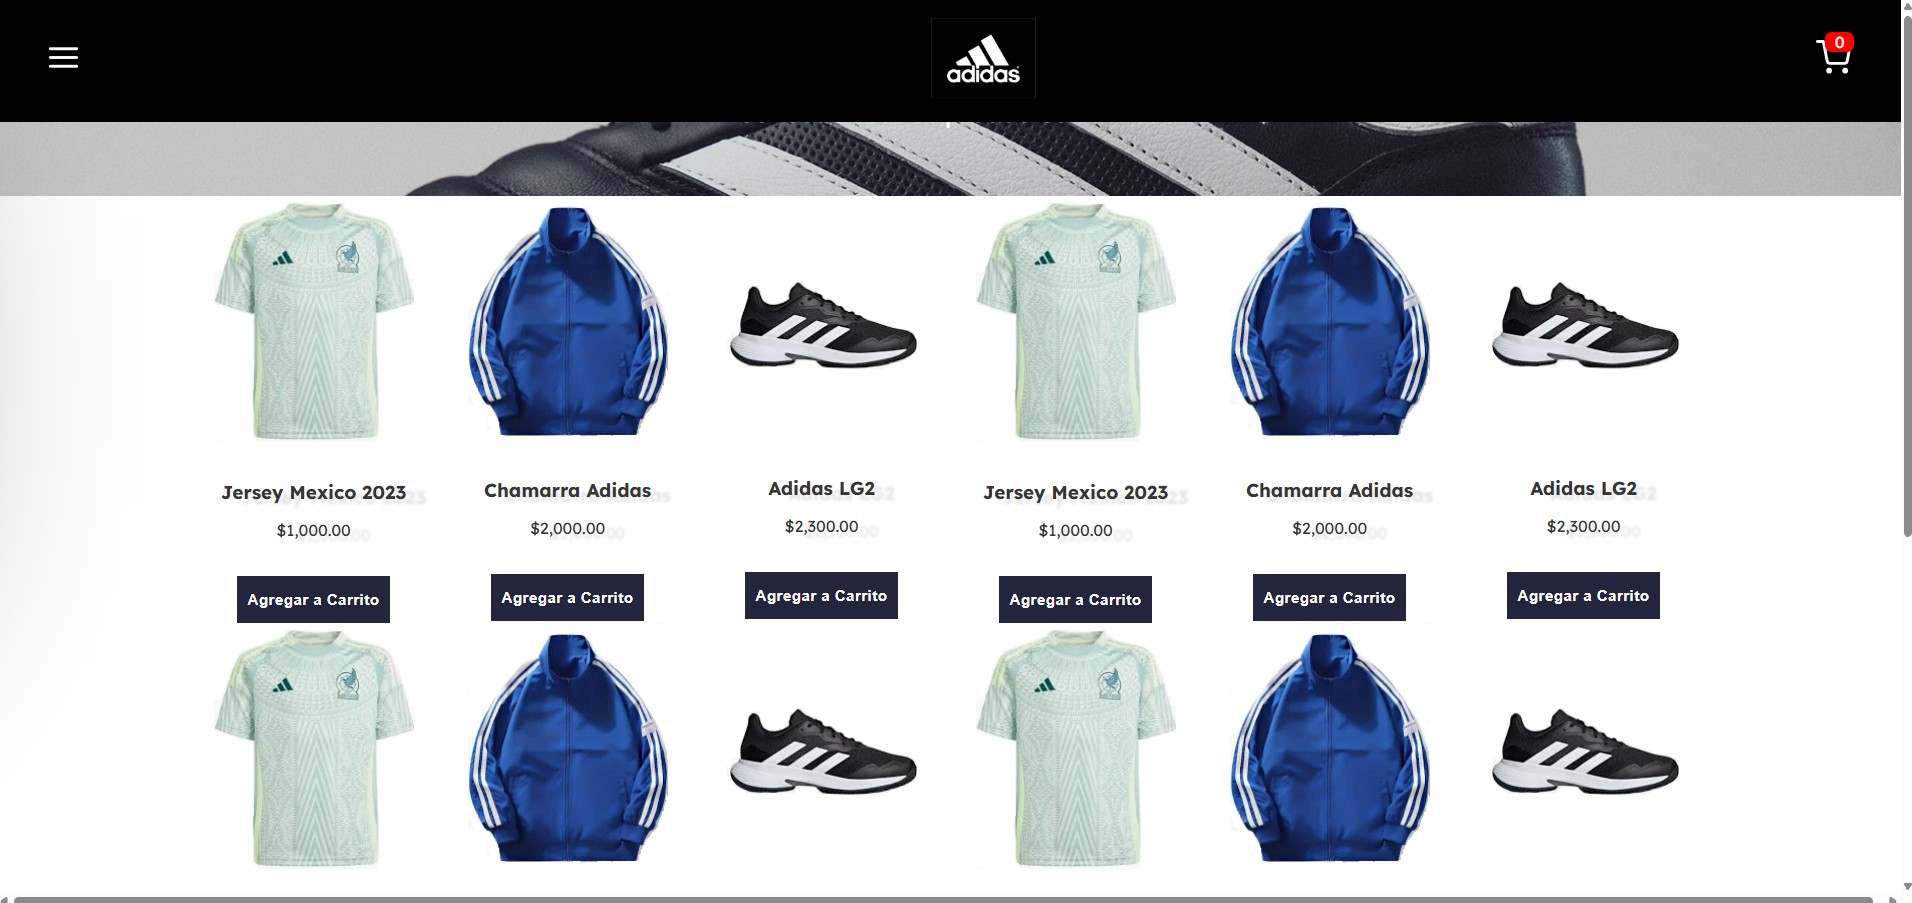 adidas
0
Jersey Mexico 2023
Chamarra Adidas
Adidas LG2
Jersey Mexico 2023
Chamarra Adidas
Adidas LG2
$1,000.00
$2,000.00
$2,300.00
$1,000.00
$2,000.00
$2,300.00
Agregar a Carrito
Agregar a Carrito
Agregar a Carrito
Agregar a Carrito
Agregar a Carrito
Agregar a Carrito